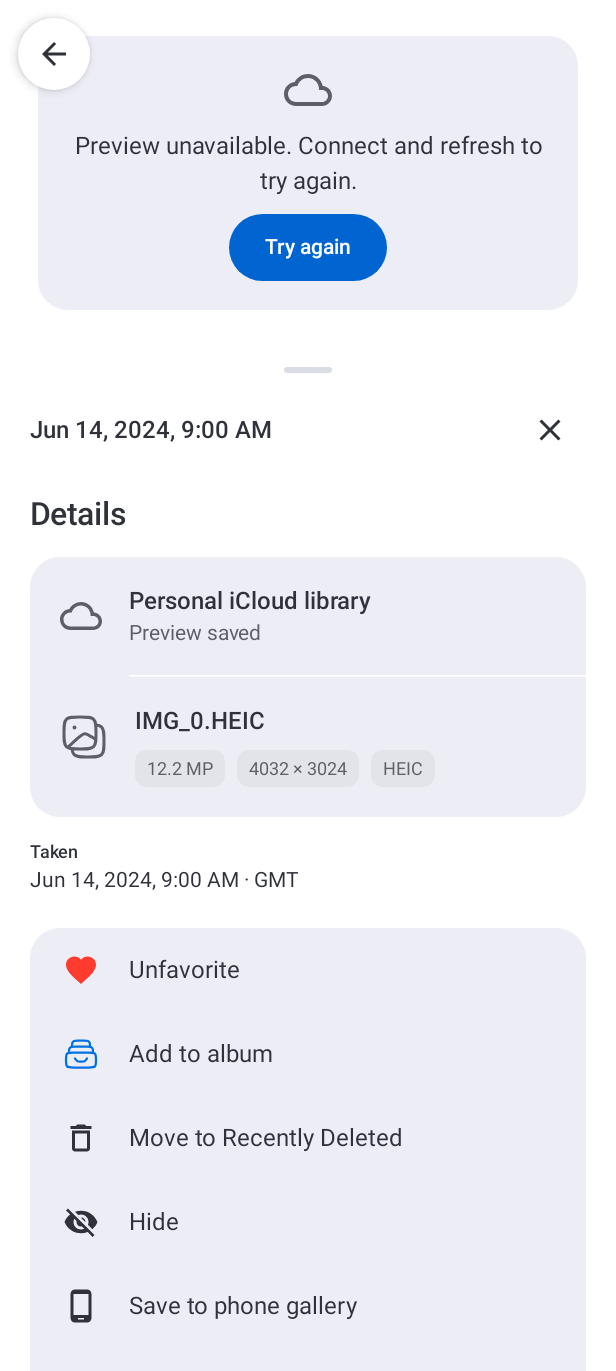 Preview unavailable. Connect and refresh to
try again.
Try again
Jun 14, 2024, 9:00 AM
Details
Personal iCloud library
Preview saved
IMG_0.HEIC
12.2 MP
4032 × 3024
HEIC
Taken
Jun 14, 2024, 9:00 AM · GMT
Unfavorite
Add to album
Move to Recently Deleted
Hide
Save to phone gallery